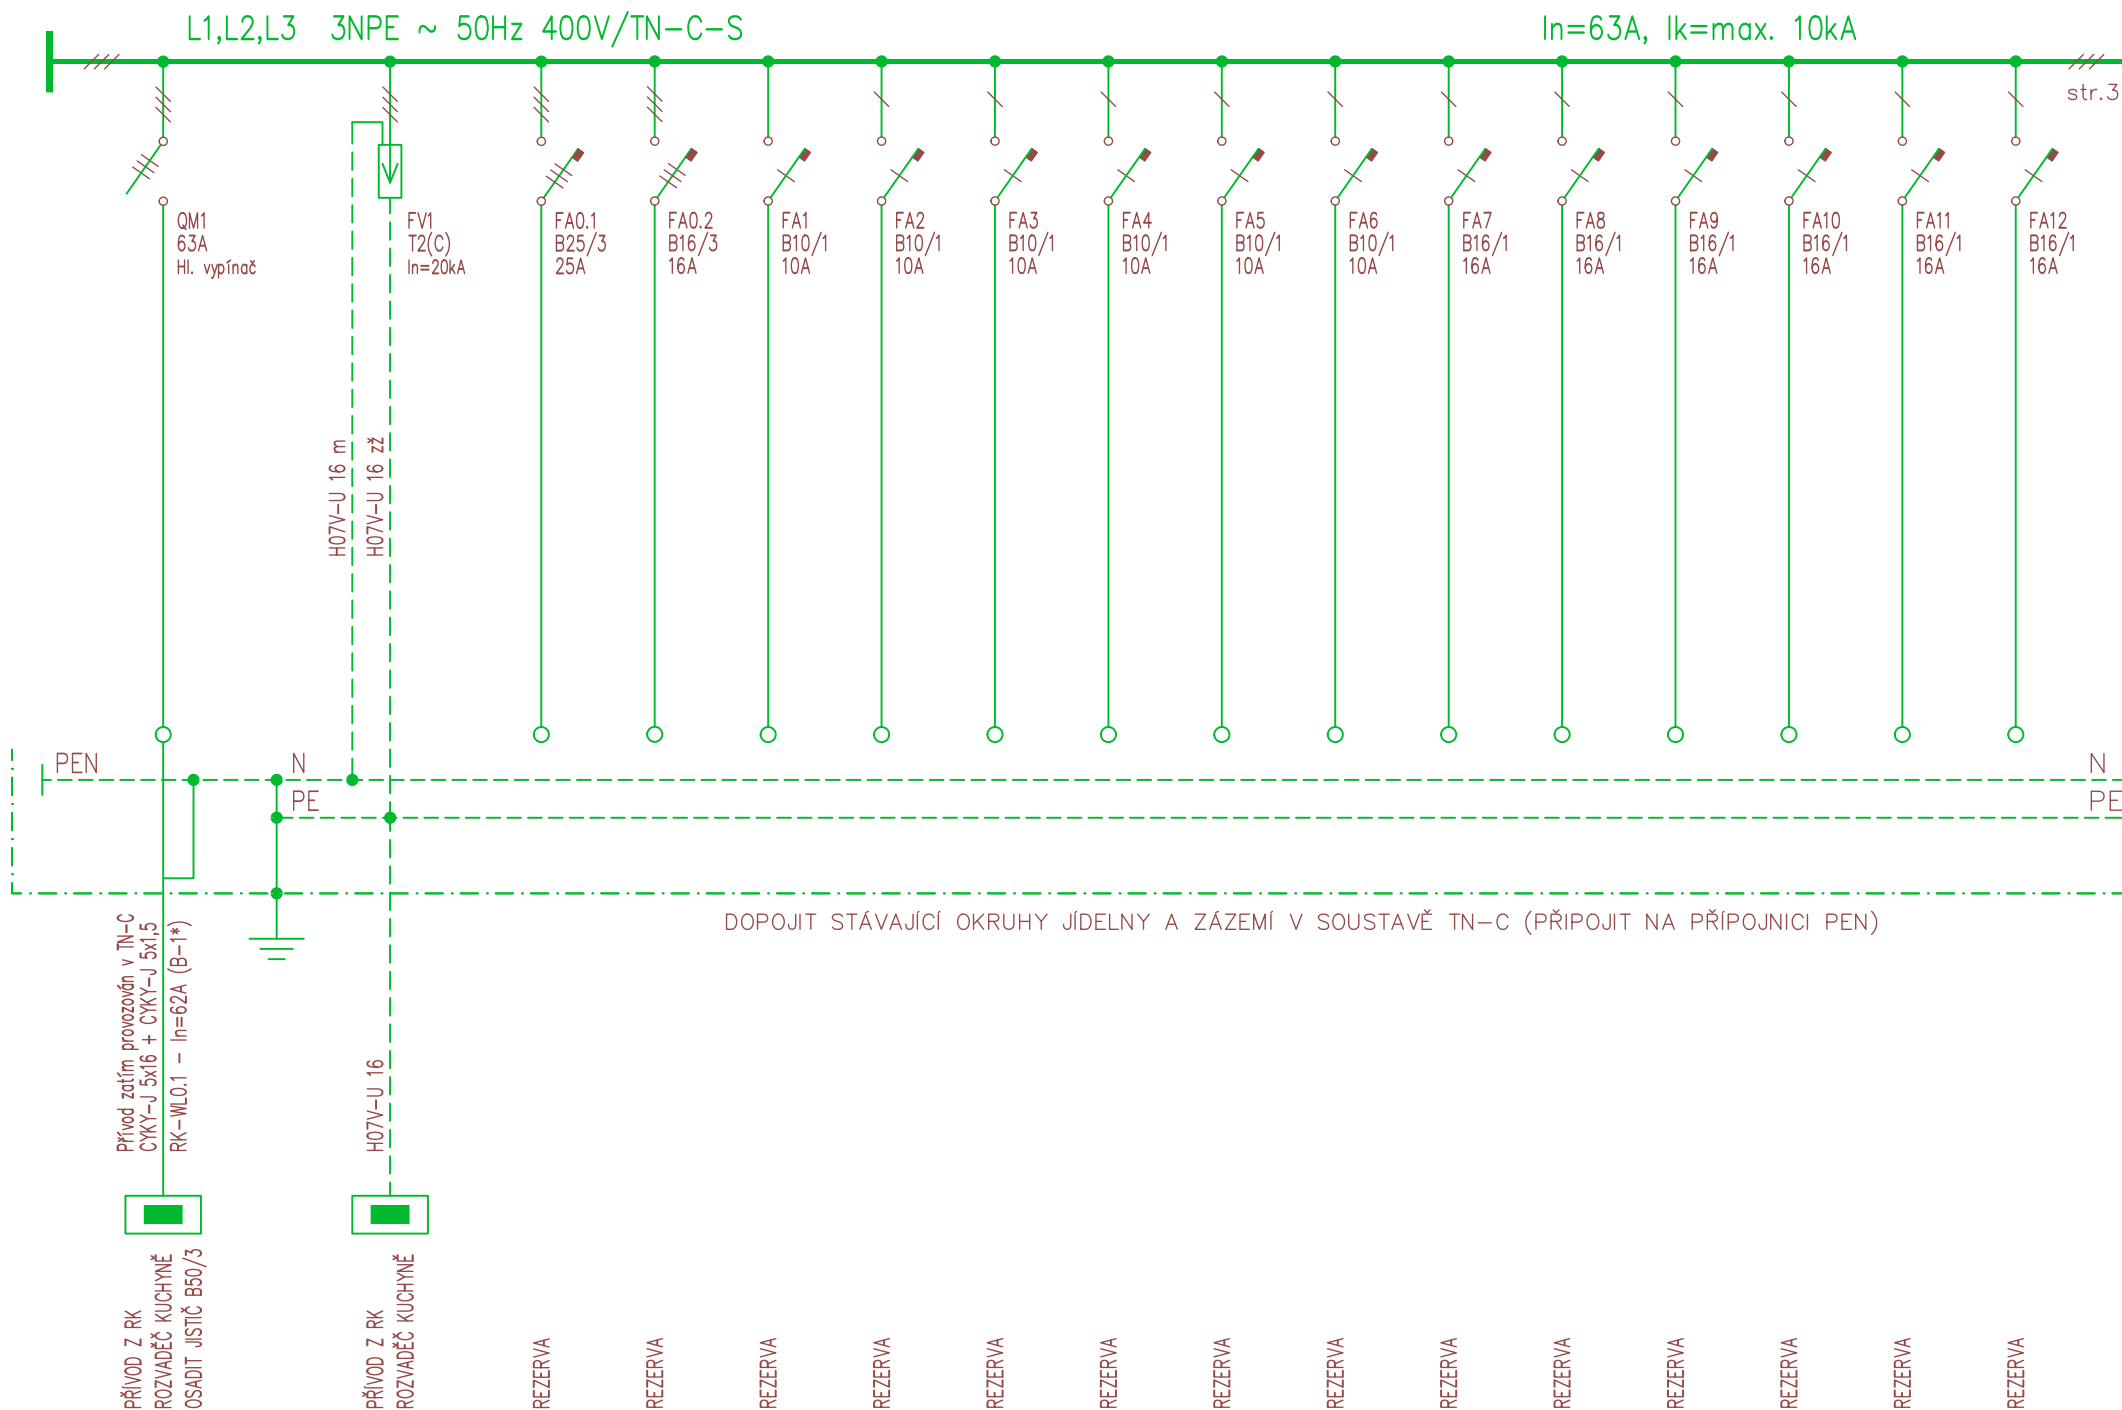 L1,L2,L3 3NPE ~ 50Hz 400V/TN-C-S
In=63A, Ik=max. 10kA
str.3
QM1
63A
Hl. vypínač
FV1
T2(C)
In=20kA
FA0.1
B25/3
25A
FA0.2
B16/3
16A
FA1
B10/1
10A
FA2
B10/1
10A
FA3
B10/1
10A
FA4
B10/1
10A
FA5
B10/1
10A
FA6
B10/1
10A
FA7
B16/1
16A
FA8
B16/1
16A
FA9
B16/1
16A
FA10
B16/1
16A
FA11
B16/1
16A
FA12
B16/1
16A
H07V-U 16 m
H07V-U 16 zž
PEN
N
N
PE
PE
DOPOJIT STÁVAJÍCÍ OKRUHY JÍDELNY A ZÁZEMÍ V SOUSTAVĚ TN-C (PŘIPOJIT NA PŘÍPOJNICI PEN)
Přívod zatím provozován v TN-C
CYKY-J 5x16 + CYKY-J 5x1,5
RK-WL0.1 - In=62A (B-1*)
H07V-U 16
PŘÍVOD Z RK
ROZVADĚČ KUCHYNĚ
OSADIT JISTIČ B50/3
PŘÍVOD Z RK
ROZVADĚČ KUCHYNĚ
REZERVA
REZERVA
REZERVA
REZERVA
REZERVA
REZERVA
REZERVA
REZERVA
REZERVA
REZERVA
REZERVA
REZERVA
REZERVA
REZERVA